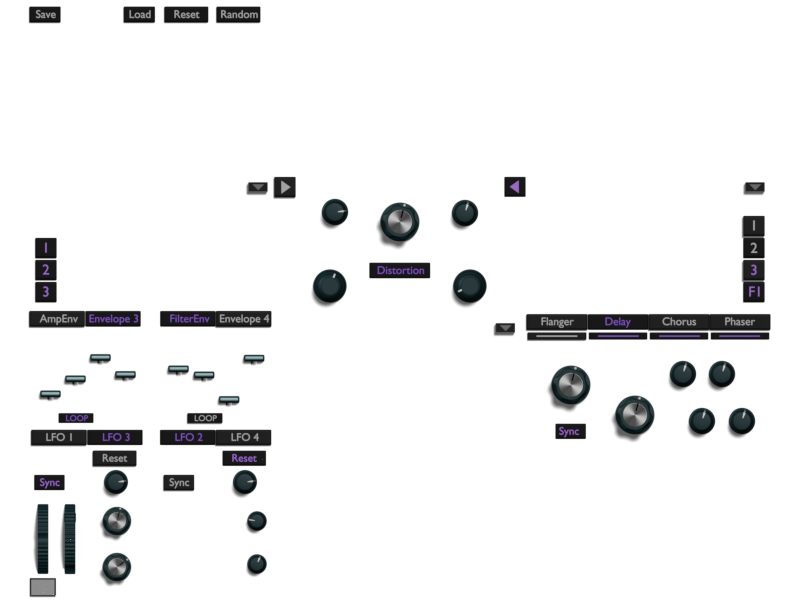 Save Load Reset Random
1
2
3
1
2
3
F1
Distortion
AmpEnv Envelope 3 FilterEnv Envelope 4
Flanger Delay Chorus Phaser
LOOP LOOP
LFO 1 LFO 3 LFO 2 LFO 4
Sync
Reset Reset
Sync Sync